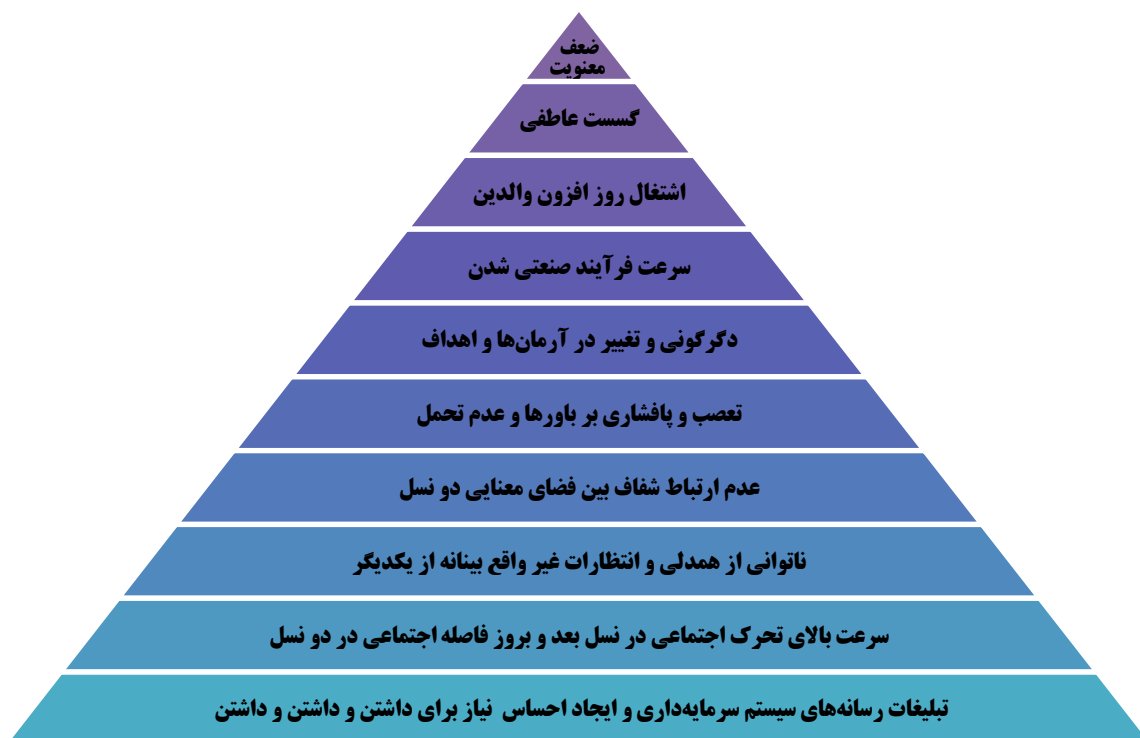 ضعف
معنویت
گسست عاطفی
اشتغال روز افزون والدین
سرعت فرآیند صنعتی شدن
دگرگونی و تغییر در آرمان‌ها و اهداف
تعصب و پافشاری بر باورها و عدم تحمل
عدم ارتباط شفاف بین فضای معنایی دو نسل
ناتوانی از همدلی و انتظارات غیر واقع بینانه از یکدیگر
سرعت بالای تحرک اجتماعی در نسل بعد و بروز فاصله اجتماعی در دو نسل
تبلیغات رسانه‌های سیستم سرمایه‌داری و ایجاد احساس نیاز برای داشتن و داشتن و داشتن